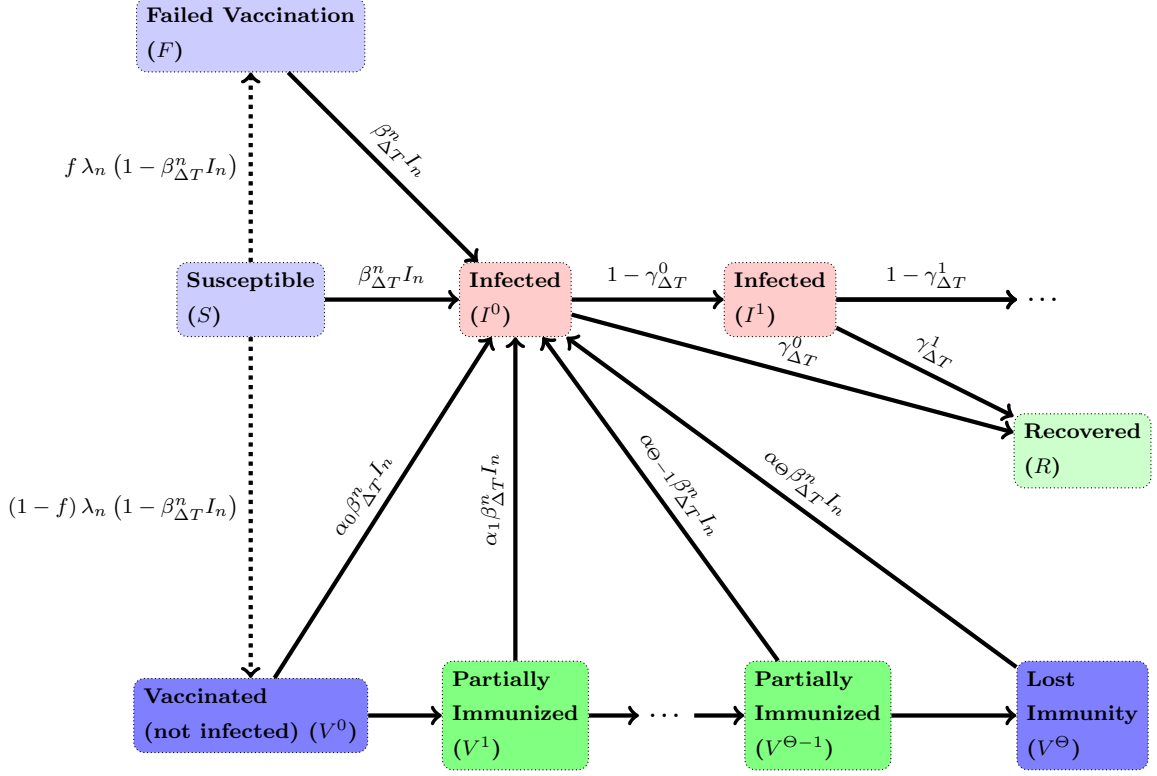 Failed Vaccination
(F)
β^n_{ΔT} I_n
f λ_n (1 − β^n_{ΔT} I_n)
Susceptible
(S)
β^n_{ΔT} I_n
Infected
(I^0)
1 − γ^0_{ΔT}
Infected
(I^1)
1 − γ^1_{ΔT}
⋯
γ^0_{ΔT}
γ^1_{ΔT}
Recovered
(R)
(1 − f) λ_n (1 − β^n_{ΔT} I_n)
α_0 β^n_{ΔT} I_n
α_1 β^n_{ΔT} I_n
α_{Θ−1} β^n_{ΔT} I_n
α_Θ β^n_{ΔT} I_n
Vaccinated
(not infected) (V^0)
Partially
Immunized
(V^1)
⋯
Partially
Immunized
(V^{Θ−1})
Lost
Immunity
(V^Θ)